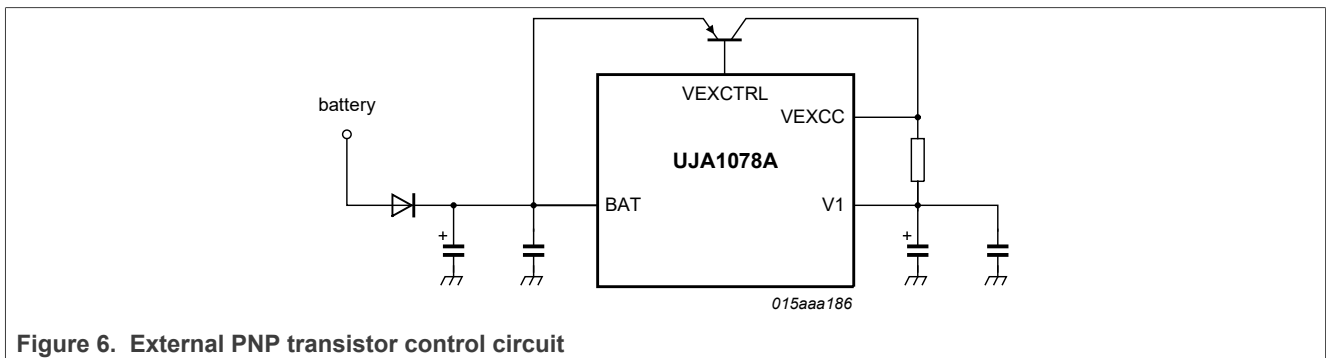 battery
VEXCTRL
VEXCC
UJA1078A
BAT
V1
+
+
015aaa186
Figure 6. External PNP transistor control circuit